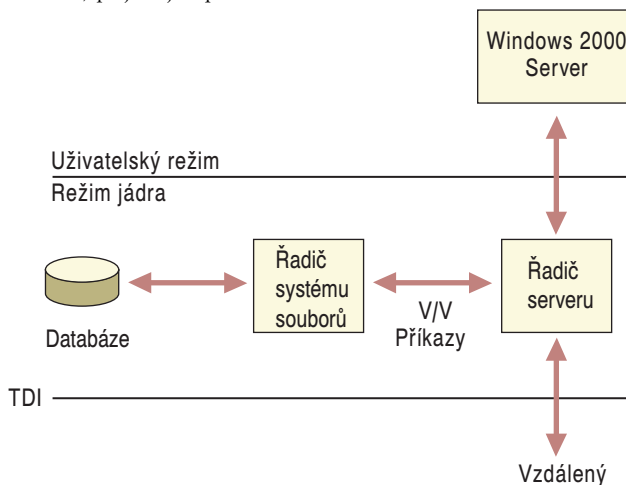 Windows 2000
Server
Uživatelský režim
Režim jádra
Řadič
systému
souborů
V/V
Příkazy
Řadič
serveru
Databáze
TDI
Vzdálený